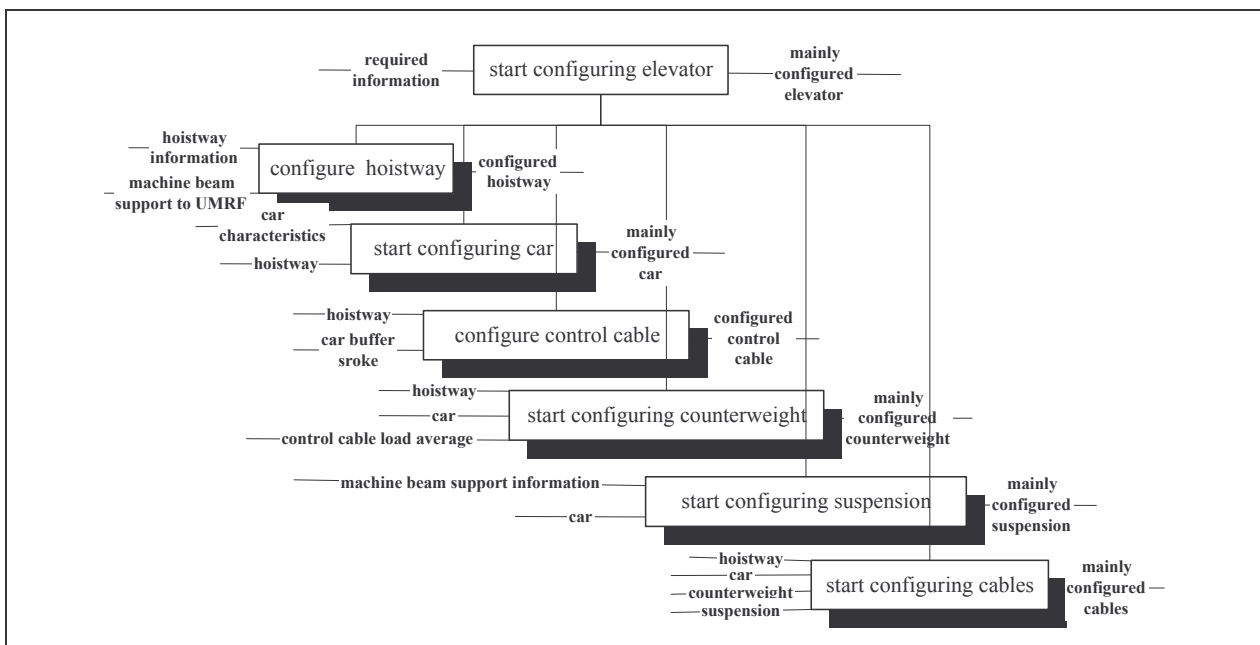 required
information
start configuring elevator
mainly
configured
elevator
hoistway
information
machine beam
support to UMRF
configure hoistway
configured
hoistway
car
characteristics
hoistway
start configuring car
mainly
configured
car
hoistway
car buffer
sroke
configure control cable
configured
control
cable
hoistway
car
control cable load average
start configuring counterweight
mainly
configured
counterweight
machine beam support information
car
start configuring suspension
mainly
configured
suspension
hoistway
car
counterweight
suspension
start configuring cables
mainly
configured
cables